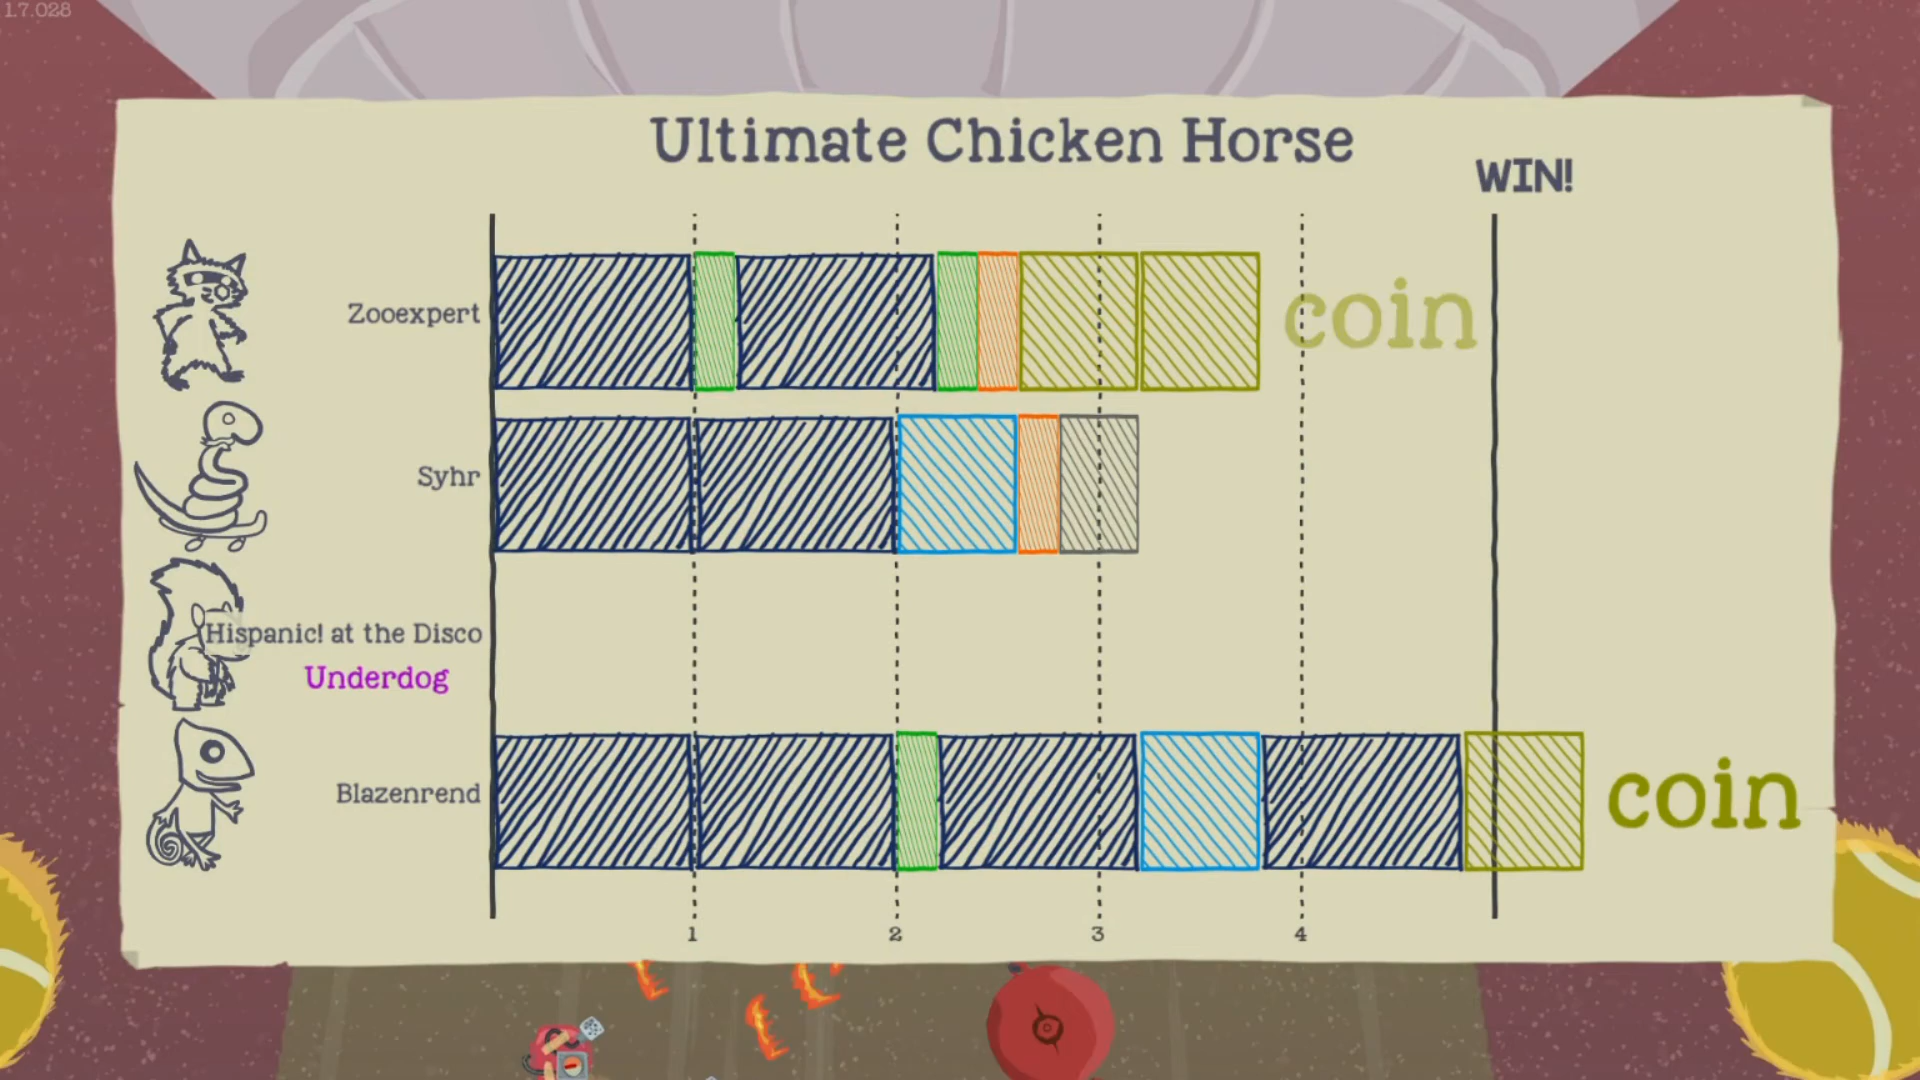 1.7.028
Ultimate Chicken Horse
WIN!
Zooexpert
coin
Syhr
Hispanic! at the Disco
Underdog
Blazenrend
coin
1 2 3 4